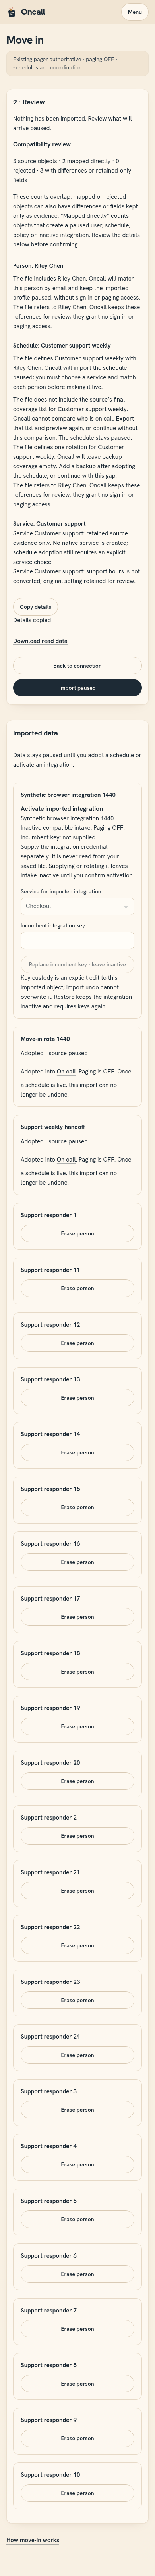 Oncall
Menu
Move in
Existing pager authoritative · paging OFF ·
schedules and coordination
2 · Review
Nothing has been imported. Review what will
arrive paused.
Compatibility review
3 source objects · 2 mapped directly · 0
rejected · 3 with differences or retained-only
fields
These counts overlap: mapped or rejected
objects can also have differences or fields kept
only as evidence. “Mapped directly” counts
objects that create a paused user, schedule,
policy or inactive integration. Review the details
below before confirming.
Person: Riley Chen
The file includes Riley Chen. Oncall will match
this person by email and keep the imported
profile paused, without sign-in or paging access.
The file refers to Riley Chen. Oncall keeps these
references for review; they grant no sign-in or
paging access.
Schedule: Customer support weekly
The file defines Customer support weekly with
Riley Chen. Oncall will import the schedule
paused; you must choose a service and match
each person before making it live.
The file does not include the source's final
coverage list for Customer support weekly.
Oncall cannot compare who is on call. Export
that list and preview again, or continue without
this comparison. The schedule stays paused.
The file defines one rotation for Customer
support weekly. Oncall will leave backup
coverage empty. Add a backup after adopting
the schedule, or continue with this gap.
The file refers to Riley Chen. Oncall keeps these
references for review; they grant no sign-in or
paging access.
Service: Customer support
Service Customer support: retained source
evidence only. No native service is created;
schedule adoption still requires an explicit
service choice.
Service Customer support: support hours is not
converted; original setting retained for review.
Copy details
Details copied
Download read data
Back to connection
Import paused
Imported data
Data stays paused until you adopt a schedule or
activate an integration.
Synthetic browser integration 1440
Activate imported integration
Synthetic browser integration 1440.
Inactive compatible intake. Paging OFF.
Incumbent key: not supplied.
Supply the integration credential
separately. It is never read from your
saved file. Supplying or rotating it leaves
intake inactive until you confirm activation.
Service for imported integration
Checkout
Incumbent integration key
Replace incumbent key · leave inactive
Key custody is an explicit edit to this
imported object; import undo cannot
overwrite it. Restore keeps the integration
inactive and requires keys again.
Move-in rota 1440
Adopted · source paused
Adopted into On call. Paging is OFF. Once
a schedule is live, this import can no
longer be undone.
Support weekly handoff
Adopted · source paused
Adopted into On call. Paging is OFF. Once
a schedule is live, this import can no
longer be undone.
Support responder 1
Erase person
Support responder 11
Erase person
Support responder 12
Erase person
Support responder 13
Erase person
Support responder 14
Erase person
Support responder 15
Erase person
Support responder 16
Erase person
Support responder 17
Erase person
Support responder 18
Erase person
Support responder 19
Erase person
Support responder 20
Erase person
Support responder 2
Erase person
Support responder 21
Erase person
Support responder 22
Erase person
Support responder 23
Erase person
Support responder 24
Erase person
Support responder 3
Erase person
Support responder 4
Erase person
Support responder 5
Erase person
Support responder 6
Erase person
Support responder 7
Erase person
Support responder 8
Erase person
Support responder 9
Erase person
Support responder 10
Erase person
How move-in works